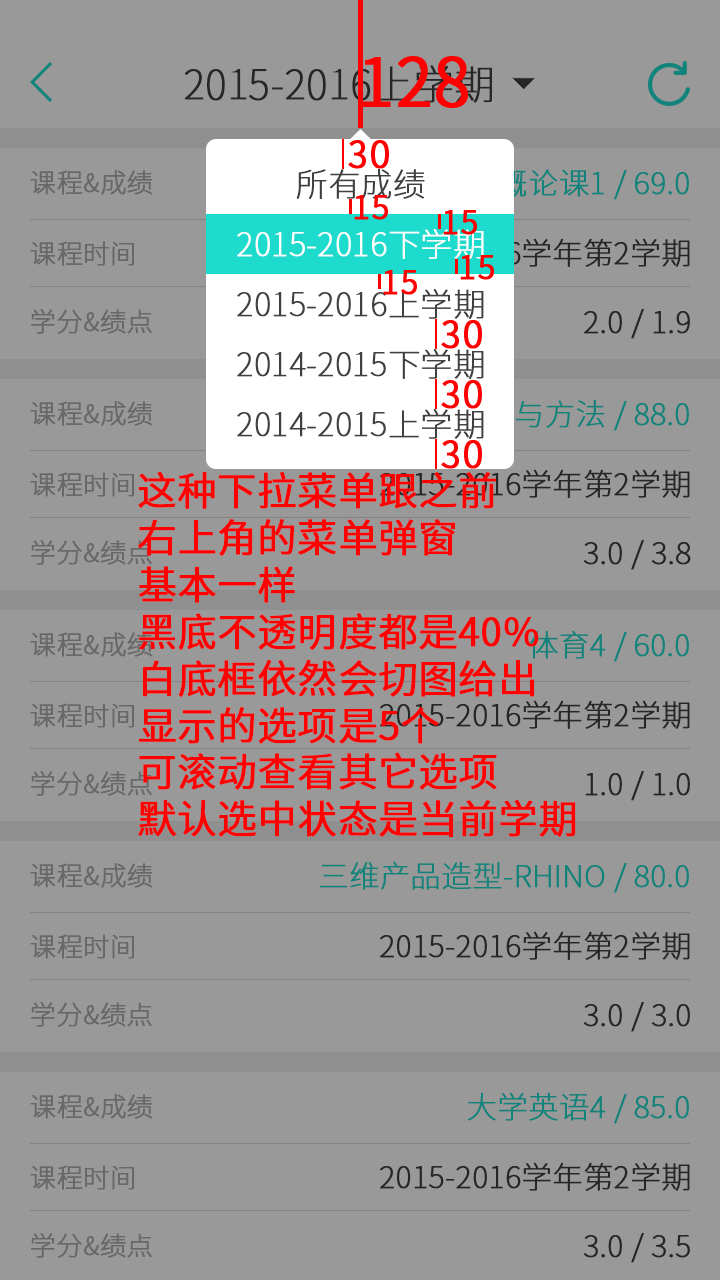 2015-2016上学期
128
30
所有成绩
15
15
2015-2016下学期
15
15
2015-2016上学期
30
2014-2015下学期
30
2014-2015上学期
30
课程&成绩
概论课1 / 69.0
课程时间
6学年第2学期
学分&绩点
2.0 / 1.9
课程&成绩
与方法 / 88.0
课程时间
2015-2016学年第2学期
学分&绩点
3.0 / 3.8
这种下拉菜单跟之前
右上角的菜单弹窗
基本一样
黑底不透明度都是40%
白底框依然会切图给出
显示的选项是5个
可滚动查看其它选项
默认选中状态是当前学期
课程&成绩
体育4 / 60.0
课程时间
2015-2016学年第2学期
学分&绩点
1.0 / 1.0
课程&成绩
三维产品造型-RHINO / 80.0
课程时间
2015-2016学年第2学期
学分&绩点
3.0 / 3.0
课程&成绩
大学英语4 / 85.0
课程时间
2015-2016学年第2学期
学分&绩点
3.0 / 3.5